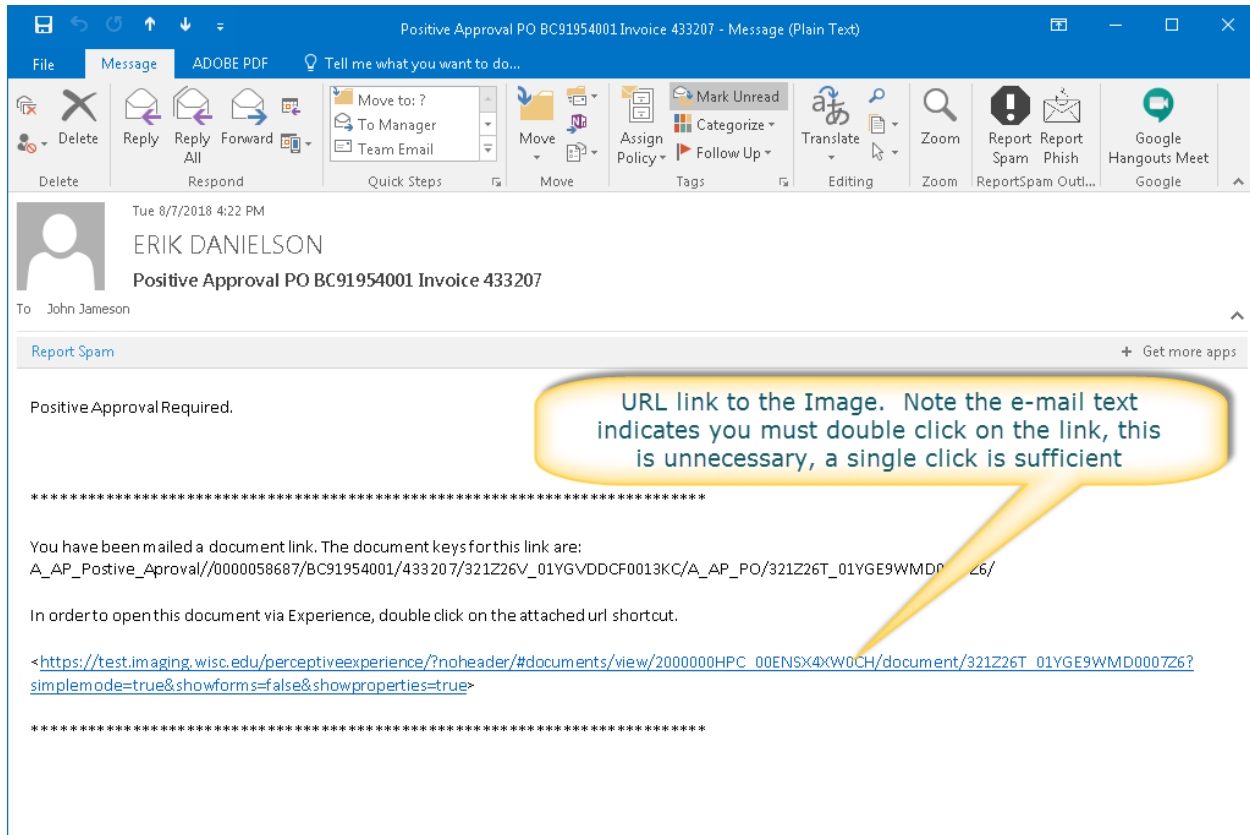 Positive Approval PO BC91954001 Invoice 433207 - Message (Plain Text)
File Message ADOBE PDF Tell me what you want to do...
Delete
Reply
Reply All
Forward
Move to: ?
To Manager
Team Email
Move
Assign Policy
Mark Unread
Categorize
Follow Up
Translate
Zoom
Report Spam
Report Phish
Google Hangouts Meet
Delete Respond Quick Steps Move Tags Editing Zoom ReportSpam Outl... Google
Tue 8/7/2018 4:22 PM
ERIK DANIELSON
Positive Approval PO BC91954001 Invoice 433207
To John Jameson
Report Spam + Get more apps
Positive Approval Required.
URL link to the Image. Note the e-mail text
indicates you must double click on the link, this
is unnecessary, a single click is sufficient
**********************************************************************
You have been mailed a document link. The document keys for this link are:
A_AP_Postive_Aproval//0000058687/BC91954001/433207/321Z26V_01YGVDDCF0013KC/A_AP_PO/321Z26T_01YGE9WMD0 Z6/
In order to open this document via Experience, double click on the attached url shortcut.
<https://test.imaging.wisc.edu/perceptiveexperience/?noheader/#documents/view/2000000HPC_00ENSX4XW0CH/document/321Z26T_01YGE9WMD0007Z6?
simplemode=true&showforms=false&showproperties=true>
**********************************************************************